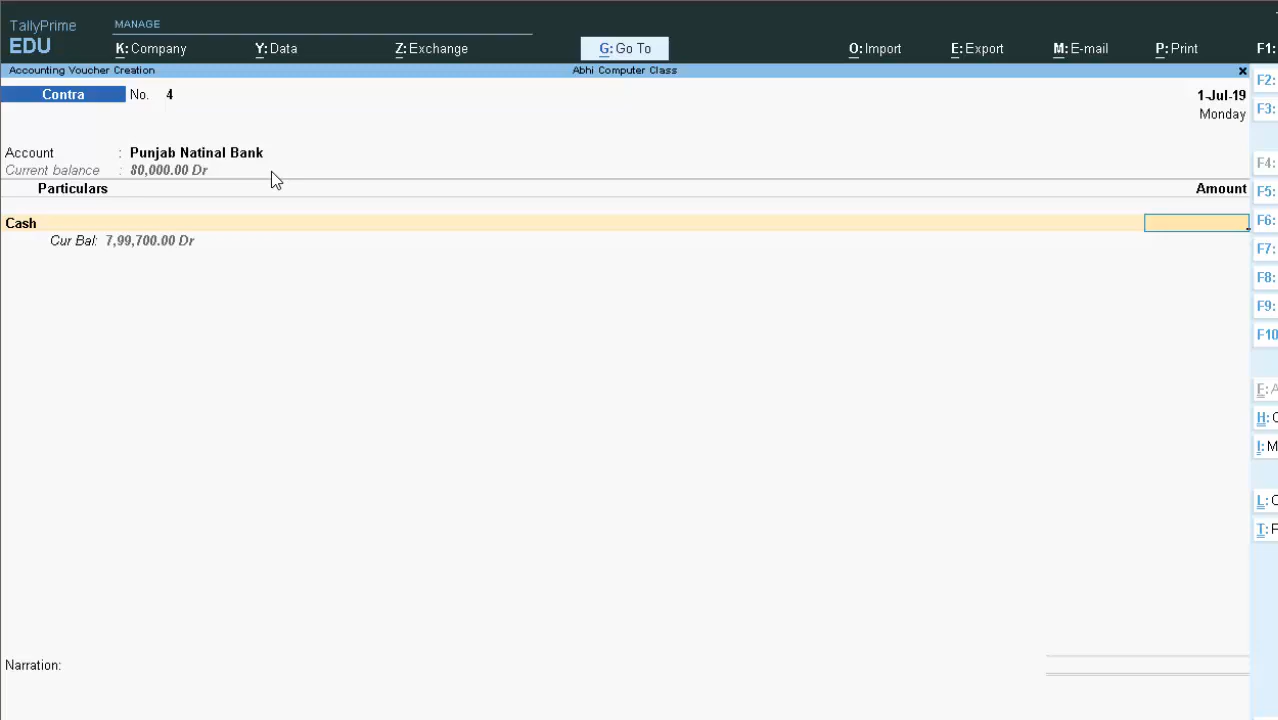 TallyPrime
EDU
MANAGE
K: Company Y: Data Z: Exchange G: Go To O: Import E: Export M: E-mail P: Print F1:
Accounting Voucher Creation Abhi Computer Class x
Contra No. 4 1-Jul-19
Monday
Account : Punjab Natinal Bank
Current balance : 80,000.00 Dr
Particulars Amount
Cash
Cur Bal: 7,99,700.00 Dr
Narration:
F2:
F3:
F4:
F5:
F6:
F7:
F8:
F9:
F10
F: A
H: C
I: M
L: O
T: F